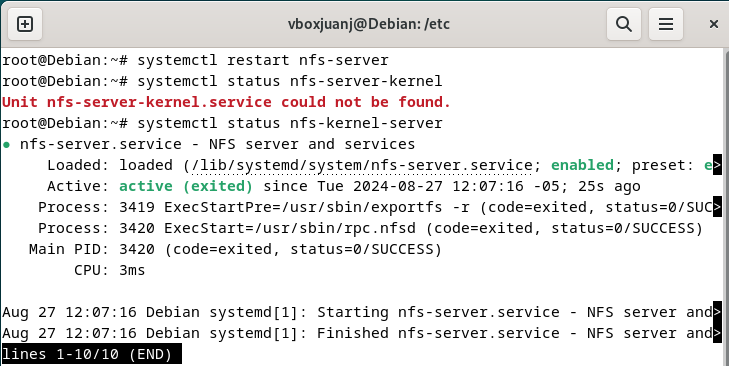 vboxjuanj@Debian: /etc
root@Debian:~# systemctl restart nfs-server
root@Debian:~# systemctl status nfs-server-kernel
Unit nfs-server-kernel.service could not be found.
root@Debian:~# systemctl status nfs-kernel-server
● nfs-server.service - NFS server and services
     Loaded: loaded (/lib/systemd/system/nfs-server.service; enabled; preset: e>
     Active: active (exited) since Tue 2024-08-27 12:07:16 -05; 25s ago
    Process: 3419 ExecStartPre=/usr/sbin/exportfs -r (code=exited, status=0/SUC>
    Process: 3420 ExecStart=/usr/sbin/rpc.nfsd (code=exited, status=0/SUCCESS)
   Main PID: 3420 (code=exited, status=0/SUCCESS)
        CPU: 3ms

Aug 27 12:07:16 Debian systemd[1]: Starting nfs-server.service - NFS server and>
Aug 27 12:07:16 Debian systemd[1]: Finished nfs-server.service - NFS server and>
lines 1-10/10 (END)